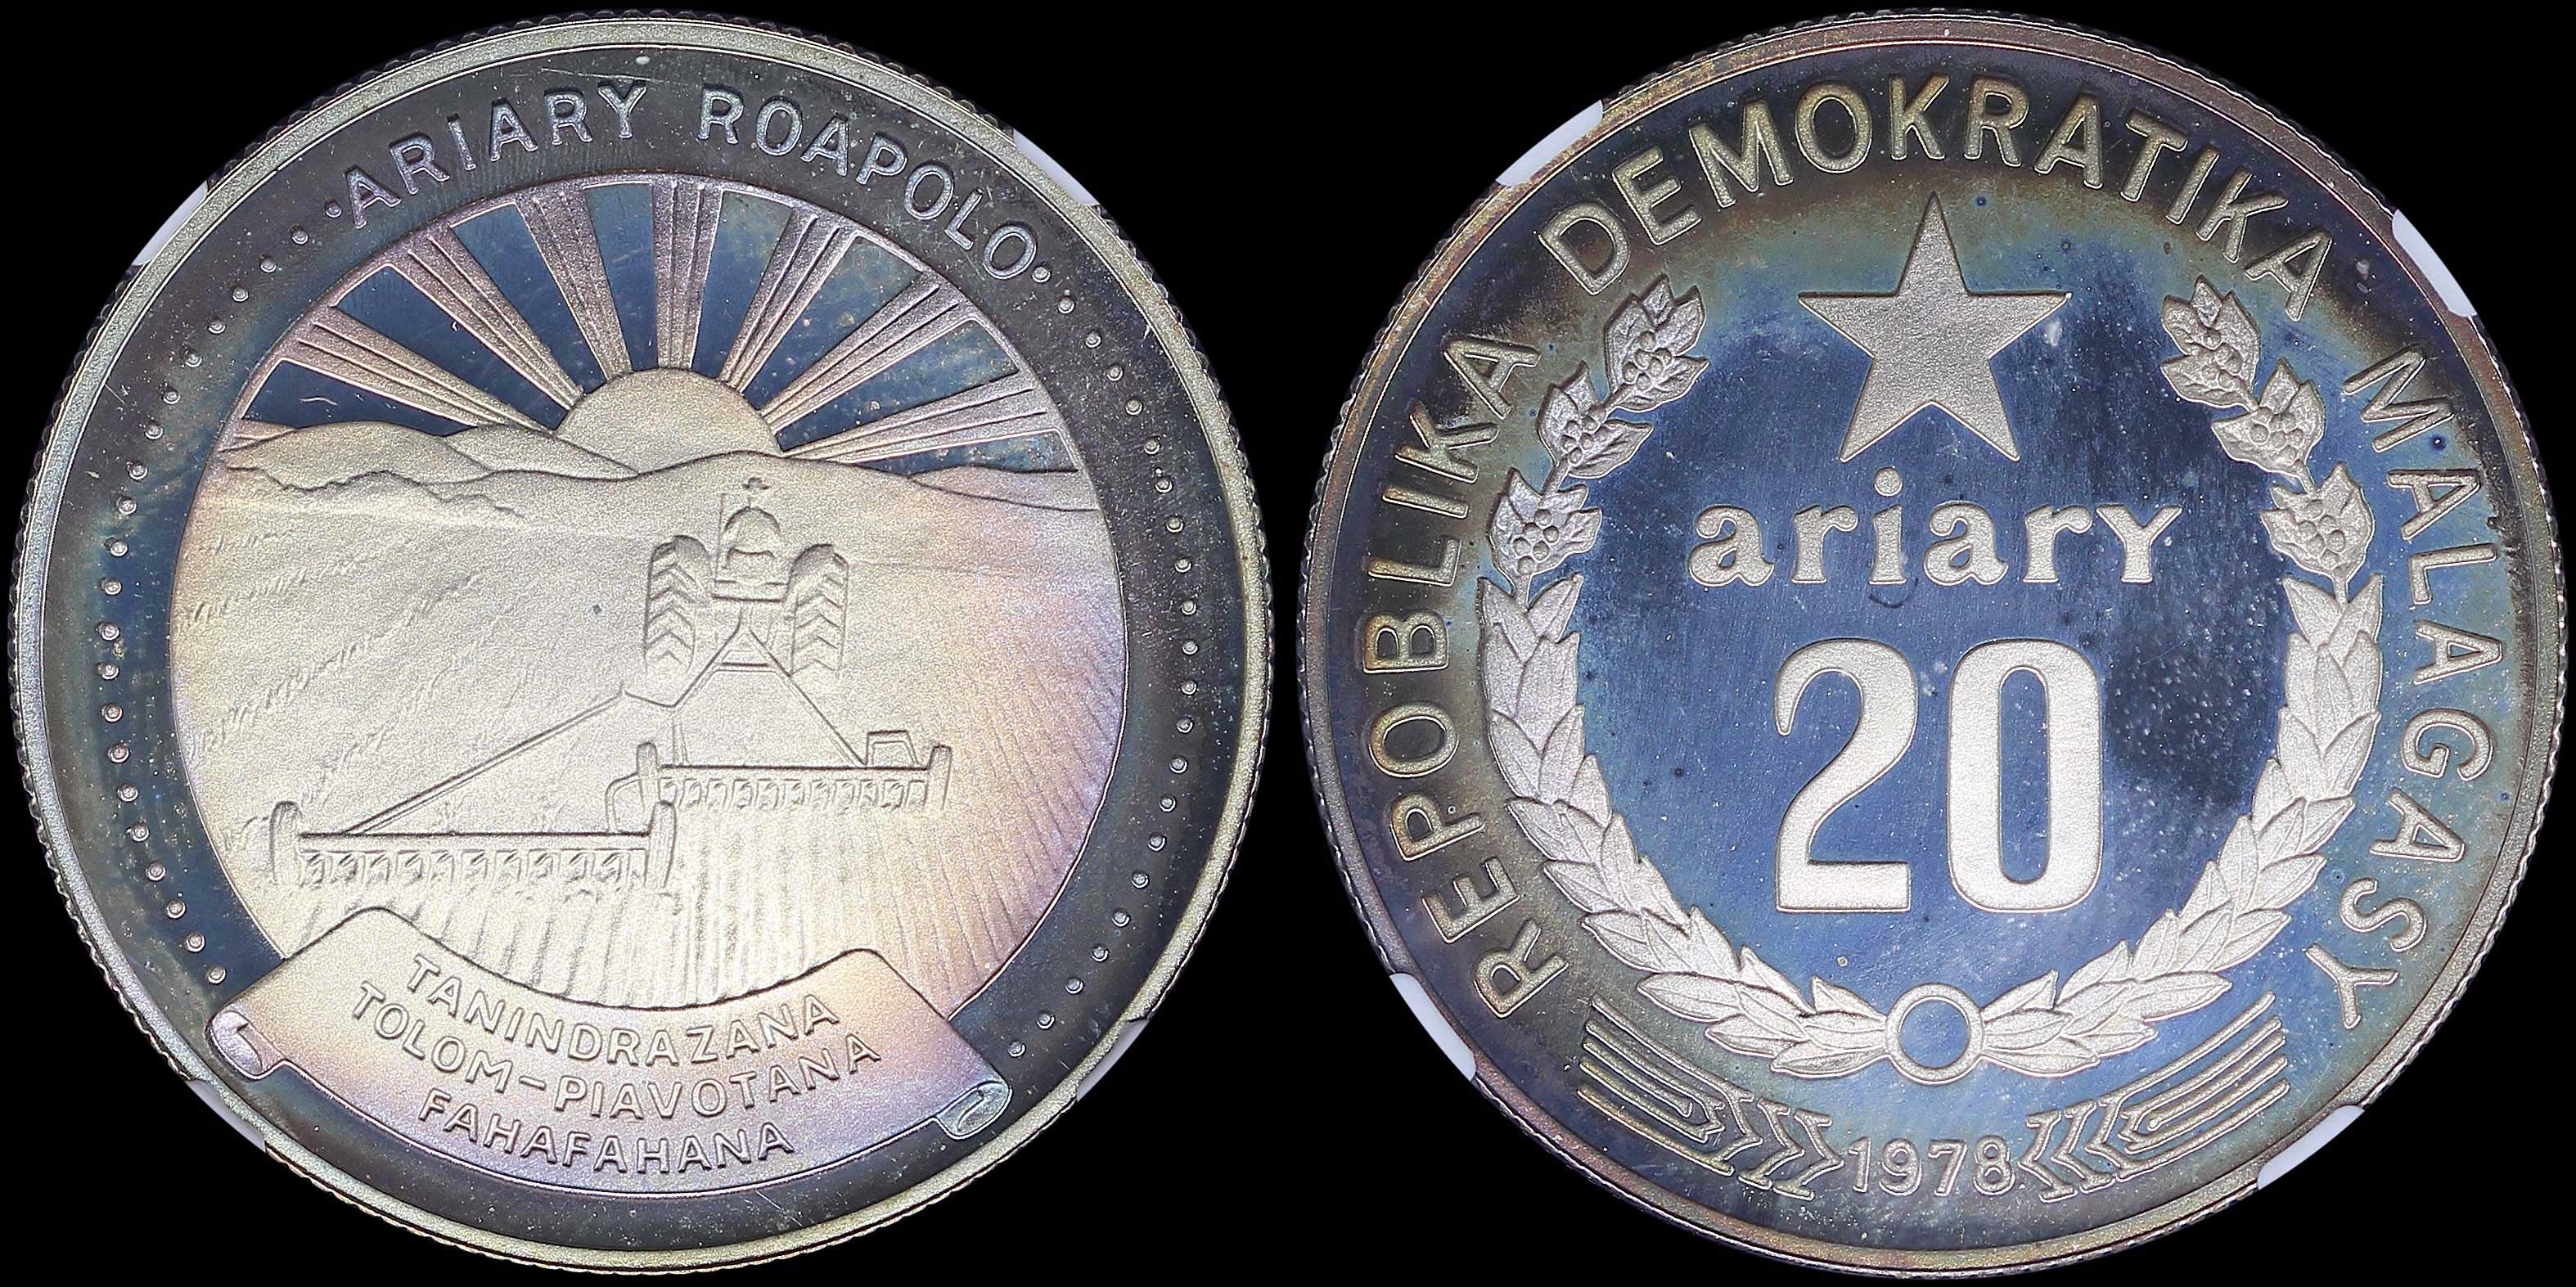 ·ARIARY ROAPOLO·
TANINDRAZANA
TOLOM-PIAVOTANA
FAHAFAHANA
REPOBLIKA DEMOKRATIKA MALAGASY
ariary
20
1978